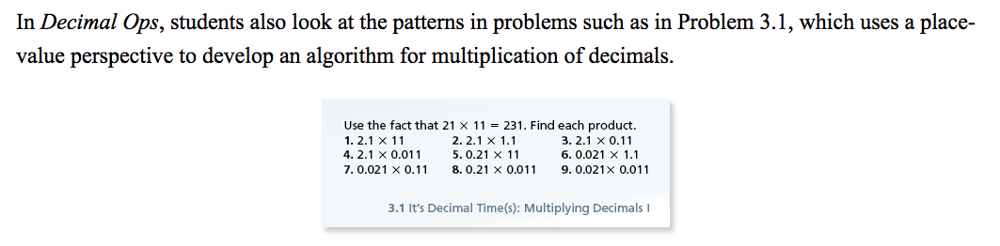 In Decimal Ops, students also look at the patterns in problems such as in Problem 3.1, which uses a place-
value perspective to develop an algorithm for multiplication of decimals.
Use the fact that 21 × 11 = 231. Find each product.
1. 2.1 × 11 2. 2.1 × 1.1 3. 2.1 × 0.11
4. 2.1 × 0.011 5. 0.21 × 11 6. 0.021 × 1.1
7. 0.021 × 0.11 8. 0.21 × 0.011 9. 0.021× 0.011
3.1 It's Decimal Time(s): Multiplying Decimals I